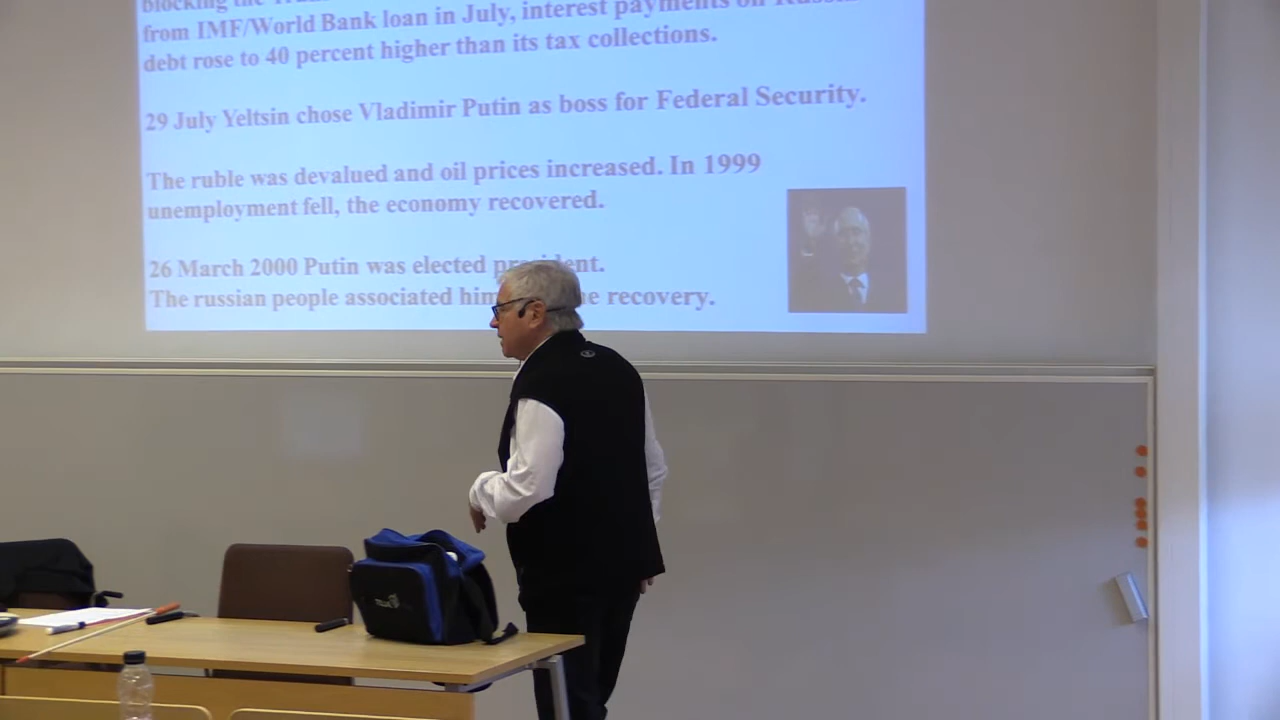 blocking the
from IMF/World Bank loan in July, interest payments on
debt rose to 40 percent higher than its tax collections.
29 July Yeltsin chose Vladimir Putin as boss for Federal Security.
The ruble was devalued and oil prices increased. In 1999
unemployment fell, the economy recovered.
26 March 2000 Putin was elected
The russian people associated recovery.